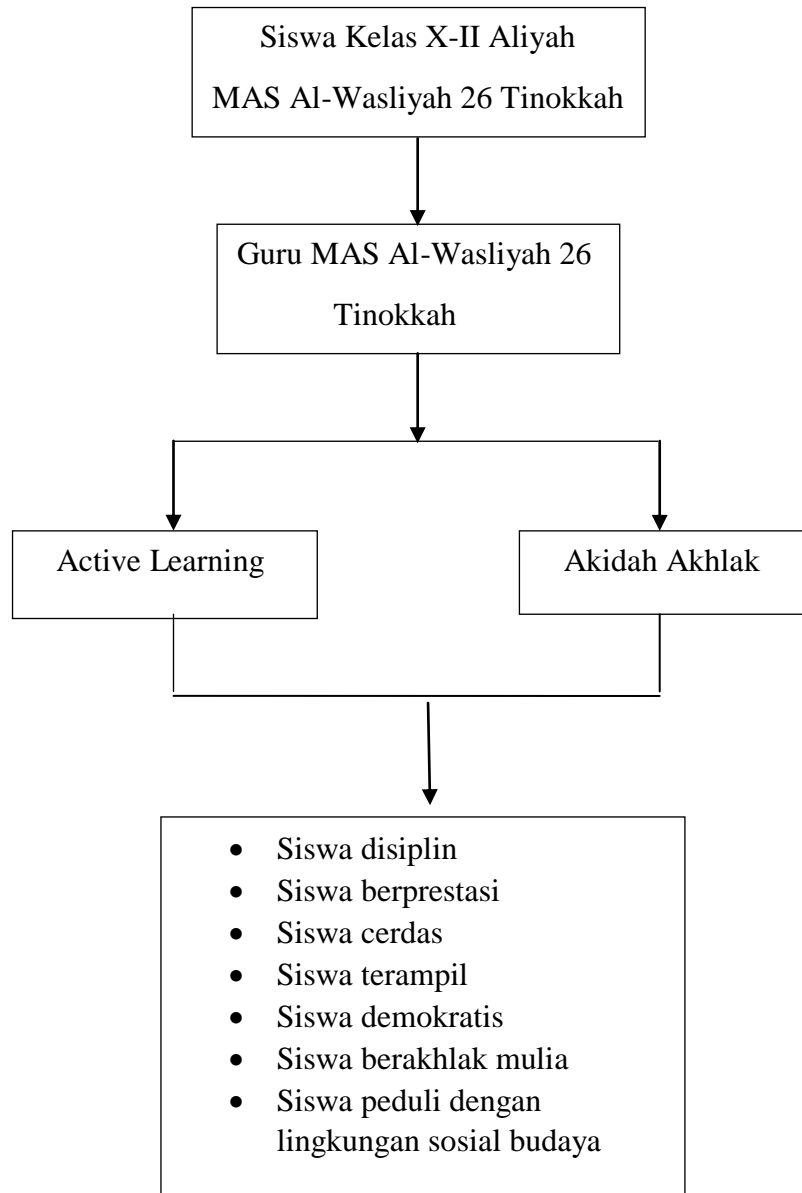 Siswa Kelas X-II Aliyah
MAS Al-Wasliyah 26 Tinokkah
Guru MAS Al-Wasliyah 26
Tinokkah
Active Learning
Akidah Akhlak
• Siswa disiplin
• Siswa berprestasi
• Siswa cerdas
• Siswa terampil
• Siswa demokratis
• Siswa berakhlak mulia
• Siswa peduli dengan
lingkungan sosial budaya